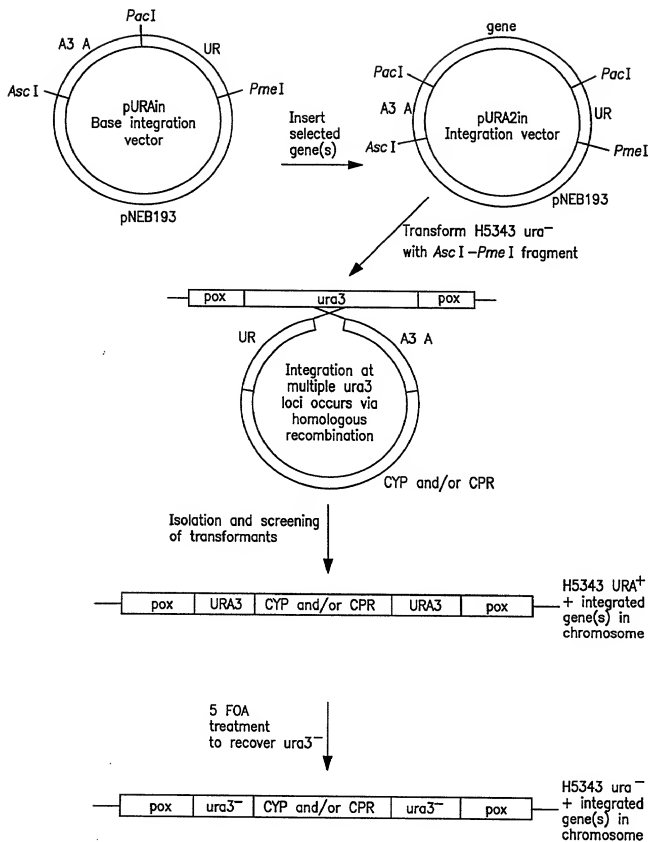 PacI
A3 A
UR
AscI
PmeI
pURAin
Base integration
vector
pNEB193
Insert
selected
gene(s)
gene
PacI
PacI
A3 A
UR
AscI
PmeI
pURA2in
Integration vector
pNEB193
Transform H5343 ura⁻
with AscI-PmeI fragment
pox ura3 pox
UR
A3 A
Integration at
multiple ura3
loci occurs via
homologous
recombination
CYP and/or CPR
Isolation and screening
of transformants
pox URA3 CYP and/or CPR URA3 pox
H5343 URA⁺
+ integrated
gene(s) in
chromosome
5 FOA
treatment
to recover ura3⁻
pox ura3⁻ CYP and/or CPR ura3⁻ pox
H5343 ura⁻
+ integrated
gene(s) in
chromosome